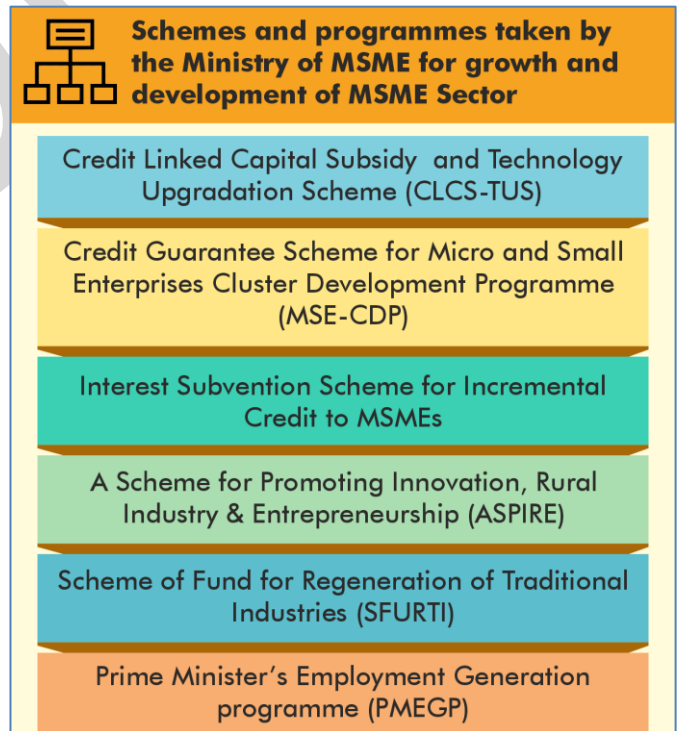 Schemes and programmes taken by
the Ministry of MSME for growth and
development of MSME Sector
Credit Linked Capital Subsidy and Technology
Upgradation Scheme (CLCS-TUS)
Credit Guarantee Scheme for Micro and Small
Enterprises Cluster Development Programme
(MSE-CDP)
Interest Subvention Scheme for Incremental
Credit to MSMEs
A Scheme for Promoting Innovation, Rural
Industry & Entrepreneurship (ASPIRE)
Scheme of Fund for Regeneration of Traditional
Industries (SFURTI)
Prime Minister’s Employment Generation
programme (PMEGP)